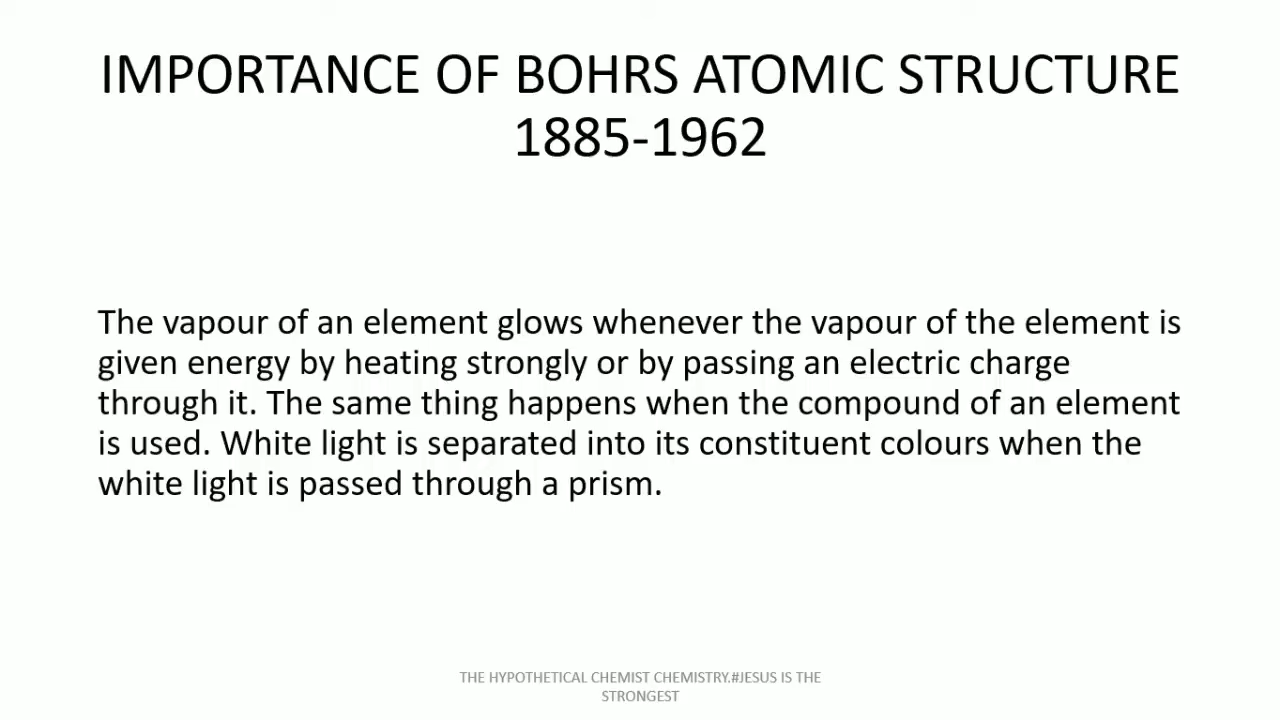 IMPORTANCE OF BOHRS ATOMIC STRUCTURE
1885-1962
The vapour of an element glows whenever the vapour of the element is
given energy by heating strongly or by passing an electric charge
through it. The same thing happens when the compound of an element
is used. White light is separated into its constituent colours when the
white light is passed through a prism.
THE HYPOTHETICAL CHEMIST CHEMISTRY.#JESUS IS THE
STRONGEST